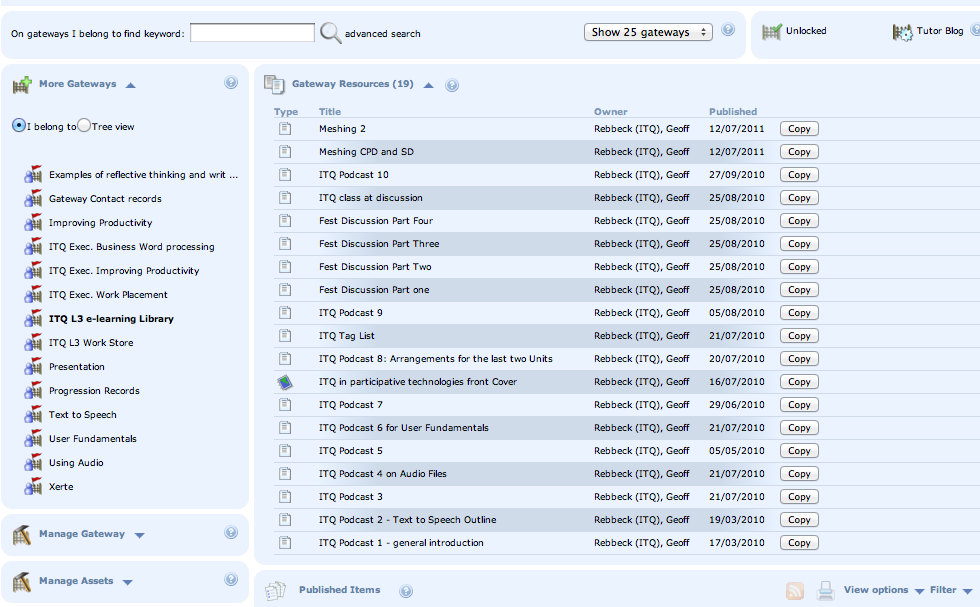 On gateways I belong to find keyword: advanced search Show 25 gateways Unlocked Tutor Blog
More Gateways
I belong to Tree view
Examples of reflective thinking and writ ...
Gateway Contact records
Improving Productivity
ITQ Exec. Business Word processing
ITQ Exec. Improving Productivity
ITQ Exec. Work Placement
ITQ L3 e-learning Library
ITQ L3 Work Store
Presentation
Progression Records
Text to Speech
User Fundamentals
Using Audio
Xerte
Manage Gateway
Manage Assets
Gateway Resources (19)
Type Title Owner Published
Meshing 2 Rebbeck (ITQ), Geoff 12/07/2011 Copy
Meshing CPD and SD Rebbeck (ITQ), Geoff 12/07/2011 Copy
ITQ Podcast 10 Rebbeck (ITQ), Geoff 27/09/2010 Copy
ITQ class at discussion Rebbeck (ITQ), Geoff 25/08/2010 Copy
Fest Discussion Part Four Rebbeck (ITQ), Geoff 25/08/2010 Copy
Fest Discussion Part Three Rebbeck (ITQ), Geoff 25/08/2010 Copy
Fest Discussion Part Two Rebbeck (ITQ), Geoff 25/08/2010 Copy
Fest Discussion Part one Rebbeck (ITQ), Geoff 25/08/2010 Copy
ITQ Podcast 9 Rebbeck (ITQ), Geoff 05/08/2010 Copy
ITQ Tag List Rebbeck (ITQ), Geoff 21/07/2010 Copy
ITQ Podcast 8: Arrangements for the last two Units Rebbeck (ITQ), Geoff 20/07/2010 Copy
ITQ in participative technologies front Cover Rebbeck (ITQ), Geoff 16/07/2010 Copy
ITQ Podcast 7 Rebbeck (ITQ), Geoff 29/06/2010 Copy
ITQ Podcast 6 for User Fundamentals Rebbeck (ITQ), Geoff 21/07/2010 Copy
ITQ Podcast 5 Rebbeck (ITQ), Geoff 05/05/2010 Copy
ITQ Podcast 4 on Audio Files Rebbeck (ITQ), Geoff 21/07/2010 Copy
ITQ Podcast 3 Rebbeck (ITQ), Geoff 21/07/2010 Copy
ITQ Podcast 2 - Text to Speech Outline Rebbeck (ITQ), Geoff 19/03/2010 Copy
ITQ Podcast 1 - general introduction Rebbeck (ITQ), Geoff 17/03/2010 Copy
Published Items View options Filter